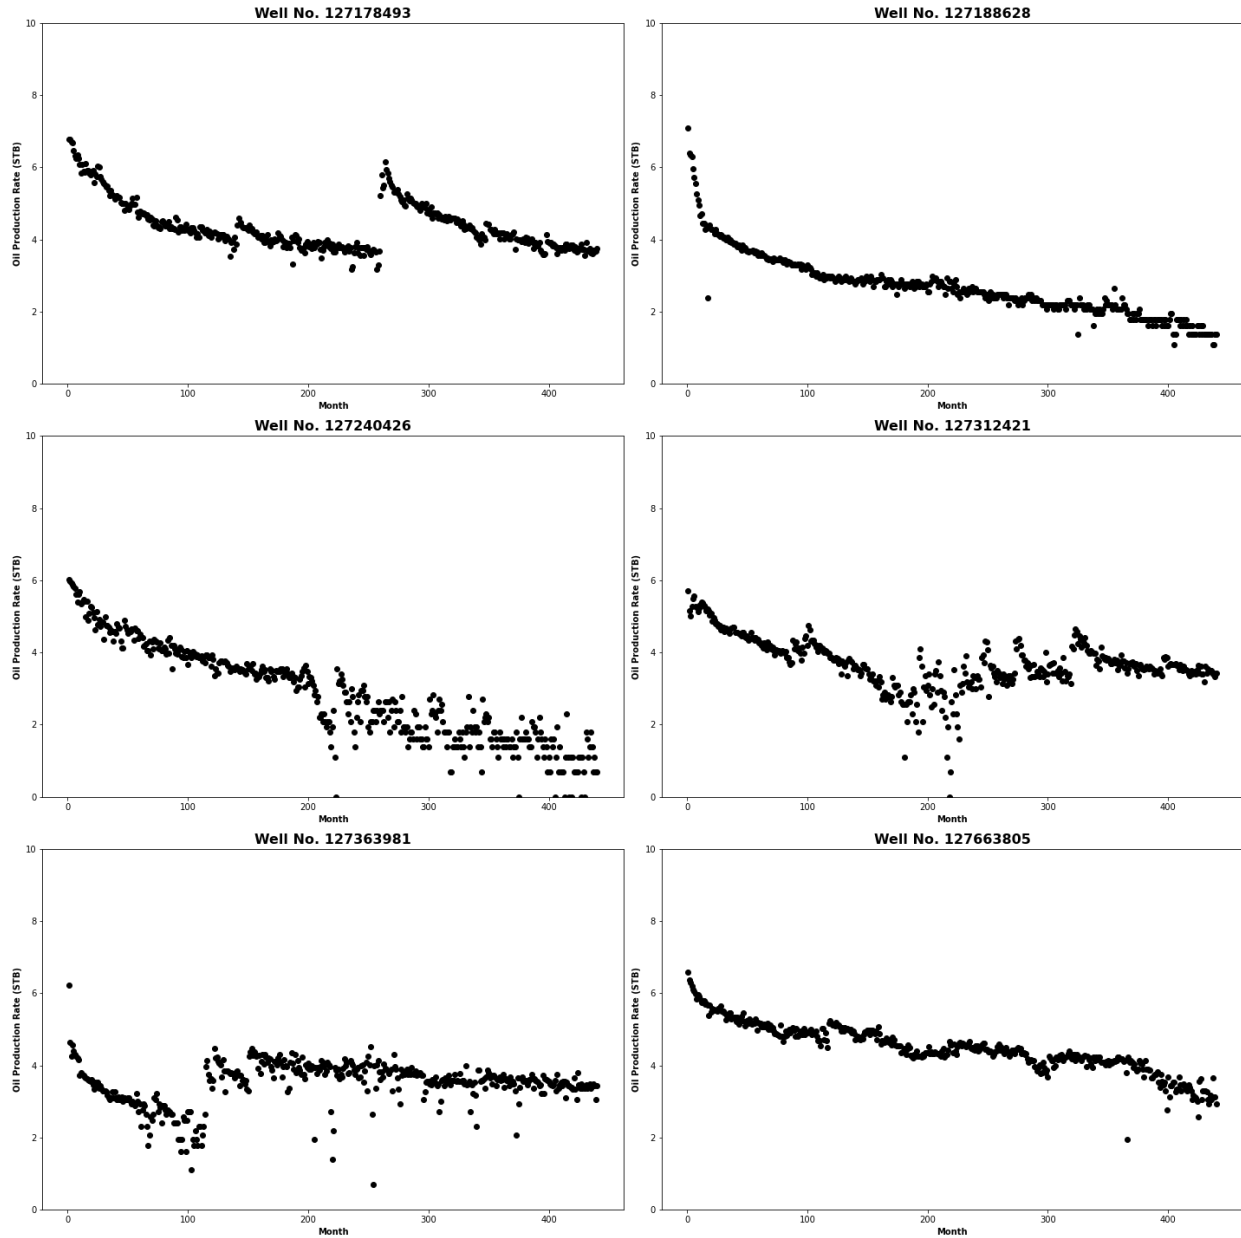 Well No. 127178493
10
8
6
4
2
0
Oil Production Rate (STB)
0 100 200 300 400
Month
Well No. 127188628
10
8
6
4
2
0
Oil Production Rate (STB)
0 100 200 300 400
Month
Well No. 127240426
10
8
6
4
2
0
Oil Production Rate (STB)
0 100 200 300 400
Month
Well No. 127312421
10
8
6
4
2
0
Oil Production Rate (STB)
0 100 200 300 400
Month
Well No. 127363981
10
8
6
4
2
0
Oil Production Rate (STB)
0 100 200 300 400
Month
Well No. 127663805
10
8
6
4
2
0
Oil Production Rate (STB)
0 100 200 300 400
Month